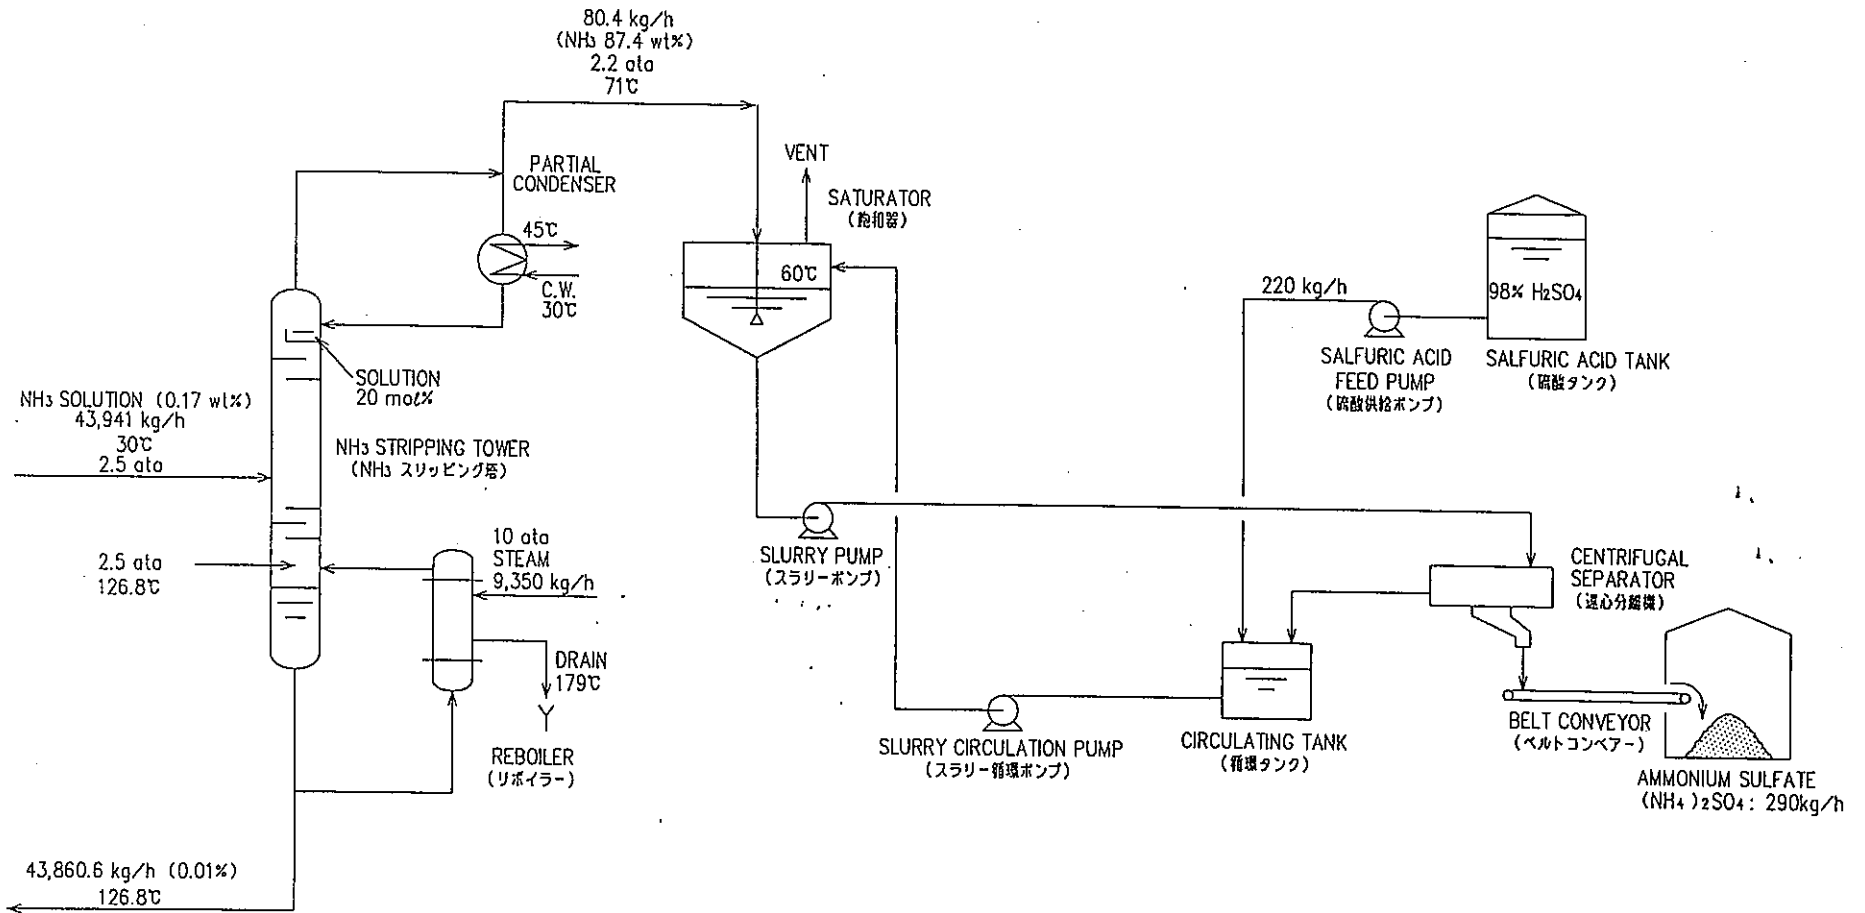 80.4 kg/h
(NH₃ 87.4 wt%)
2.2 ata
71℃
PARTIAL
CONDENSER
45℃
C.W.
30℃
VENT
SATURATOR
(飽和器)
60℃
220 kg/h
98% H₂SO₄
SALFURIC ACID
FEED PUMP
(硫酸供給ポンプ)
SALFURIC ACID TANK
(硫酸タンク)
SOLUTION
20 mol%
NH₃ SOLUTION (0.17 wt%)
43,941 kg/h
30℃
2.5 ata
NH₃ STRIPPING TOWER
(NH₃ スリッピング塔)
2.5 ata
126.8℃
10 ata
STEAM
9,350 kg/h
DRAIN
179℃
REBOILER
(リボイラー)
SLURRY PUMP
(スラリーポンプ)
CENTRIFUGAL
SEPARATOR
(遠心分離機)
SLURRY CIRCULATION PUMP
(スラリー循環ポンプ)
CIRCULATING TANK
(循環タンク)
BELT CONVEYOR
(ベルトコンベアー)
AMMONIUM SULFATE
(NH₄)₂SO₄: 290kg/h
43,860.6 kg/h (0.01%)
126.8℃